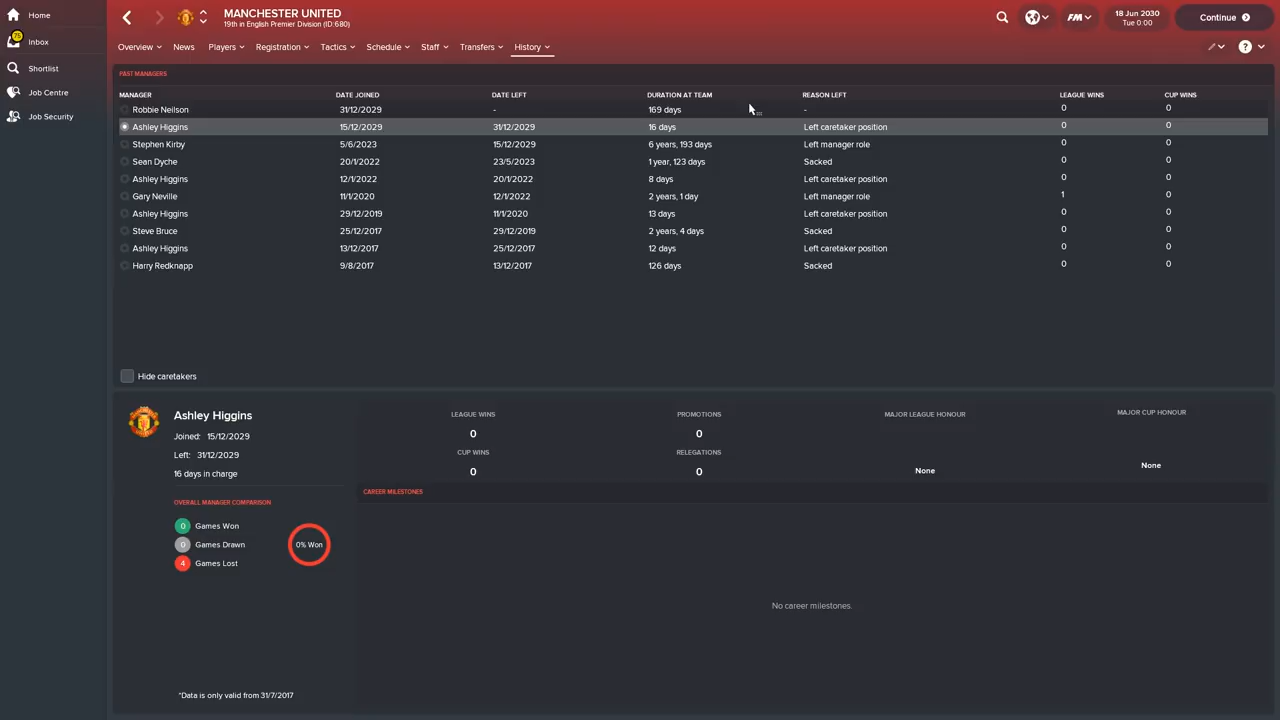 Home
Inbox
75
Shortlist
Job Centre
Job Security
MANCHESTER UNITED
19th in English Premier Division (ID:680)
FM
18 Jun 2030
Tue 0:00
Continue
Overview News Players Registration Tactics Schedule Staff Transfers History
?
PAST MANAGERS
MANAGER DATE JOINED DATE LEFT DURATION AT TEAM REASON LEFT LEAGUE WINS CUP WINS
Robbie Neilson 31/12/2029 - 169 days - 0 0
Ashley Higgins 15/12/2029 31/12/2029 16 days Left caretaker position 0 0
Stephen Kirby 5/6/2023 15/12/2029 6 years, 193 days Left manager role 0 0
Sean Dyche 20/1/2022 23/5/2023 1 year, 123 days Sacked 0 0
Ashley Higgins 12/1/2022 20/1/2022 8 days Left caretaker position 0 0
Gary Neville 11/1/2020 12/1/2022 2 years, 1 day Left manager role 1 0
Ashley Higgins 29/12/2019 11/1/2020 13 days Left caretaker position 0 0
Steve Bruce 25/12/2017 29/12/2019 2 years, 4 days Sacked 0 0
Ashley Higgins 13/12/2017 25/12/2017 12 days Left caretaker position 0 0
Harry Redknapp 9/8/2017 13/12/2017 126 days Sacked 0 0
Hide caretakers
Ashley Higgins
Joined: 15/12/2029
Left: 31/12/2029
16 days in charge
OVERALL MANAGER COMPARISON
0 Games Won
0 Games Drawn
4 Games Lost
0% Won
*Data is only valid from 31/7/2017
LEAGUE WINS PROMOTIONS MAJOR LEAGUE HONOUR MAJOR CUP HONOUR
0 0
CUP WINS RELEGATIONS
0 0 None None
CAREER MILESTONES
No career milestones.